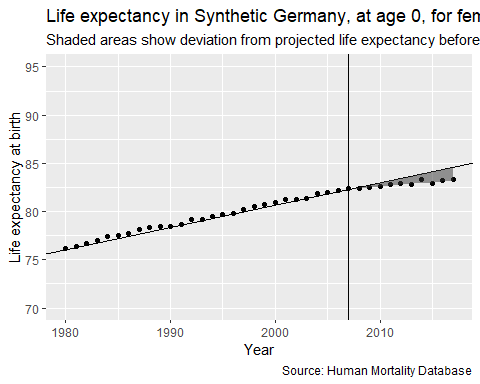 Life expectancy in Synthetic Germany, at age 0, for fem
Shaded areas show deviation from projected life expectancy before
95
90
85
80
75
70
Life expectancy at birth
1980
1990
2000
2010
Year
Source: Human Mortality Database